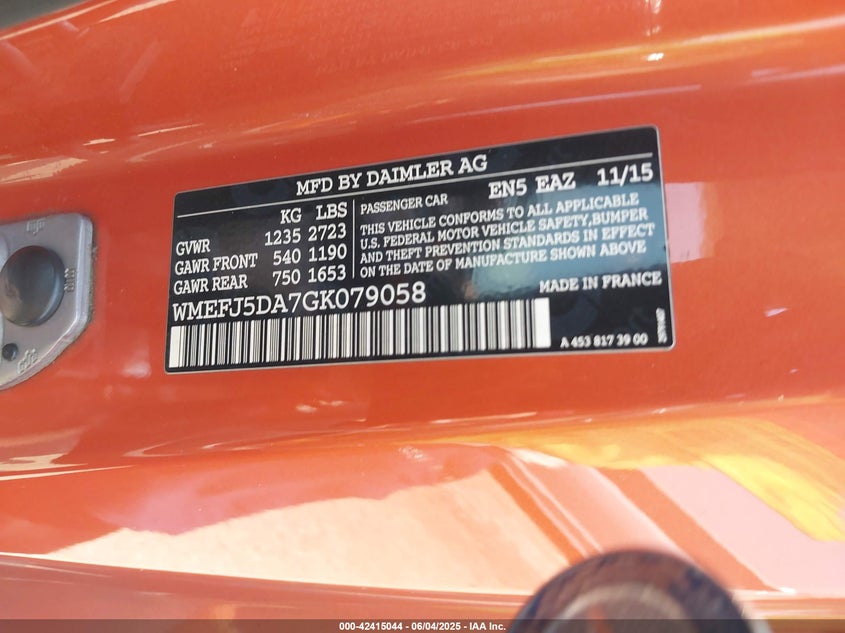 MFD BY DAIMLER AG
KG LBS
GVWR 1235 2723
GAWR FRONT 540 1190
GAWR REAR 750 1653
PASSENGER CAR EN5 EAZ 11/15
THIS VEHICLE CONFORMS TO ALL APPLICABLE
U.S. FEDERAL MOTOR VEHICLE SAFETY,BUMPER
AND THEFT PREVENTION STANDARDS IN EFFECT
ON THE DATE OF MANUFACTURE SHOWN ABOVE
WMEFJ5DA7GK079058
MADE IN FRANCE
A 453 817 39 00
000-42415044 - 06/04/2025 - IAA Inc.